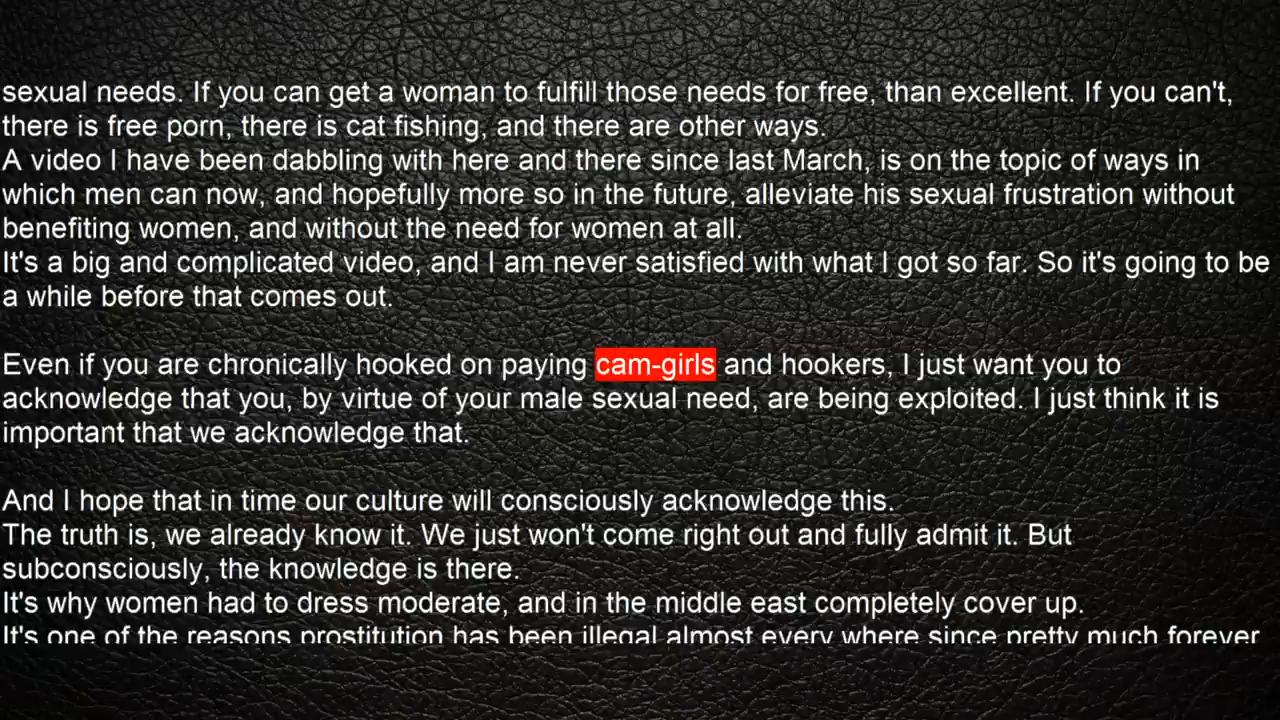 sexual needs. If you can get a woman to fulfill those needs for free, than excellent. If you can't,
there is free porn, there is cat fishing, and there are other ways.
A video I have been dabbling with here and there since last March, is on the topic of ways in
which men can now, and hopefully more so in the future, alleviate his sexual frustration without
benefiting women, and without the need for women at all.
It's a big and complicated video, and I am never satisfied with what I got so far. So it's going to be
a while before that comes out.
Even if you are chronically hooked on paying cam-girls and hookers, I just want you to
acknowledge that you, by virtue of your male sexual need, are being exploited. I just think it is
important that we acknowledge that.
And I hope that in time our culture will consciously acknowledge this.
The truth is, we already know it. We just won't come right out and fully admit it. But
subconsciously, the knowledge is there.
It's why women had to dress moderate, and in the middle east completely cover up.
It's one of the reasons prostitution has been illegal almost every where since pretty much forever